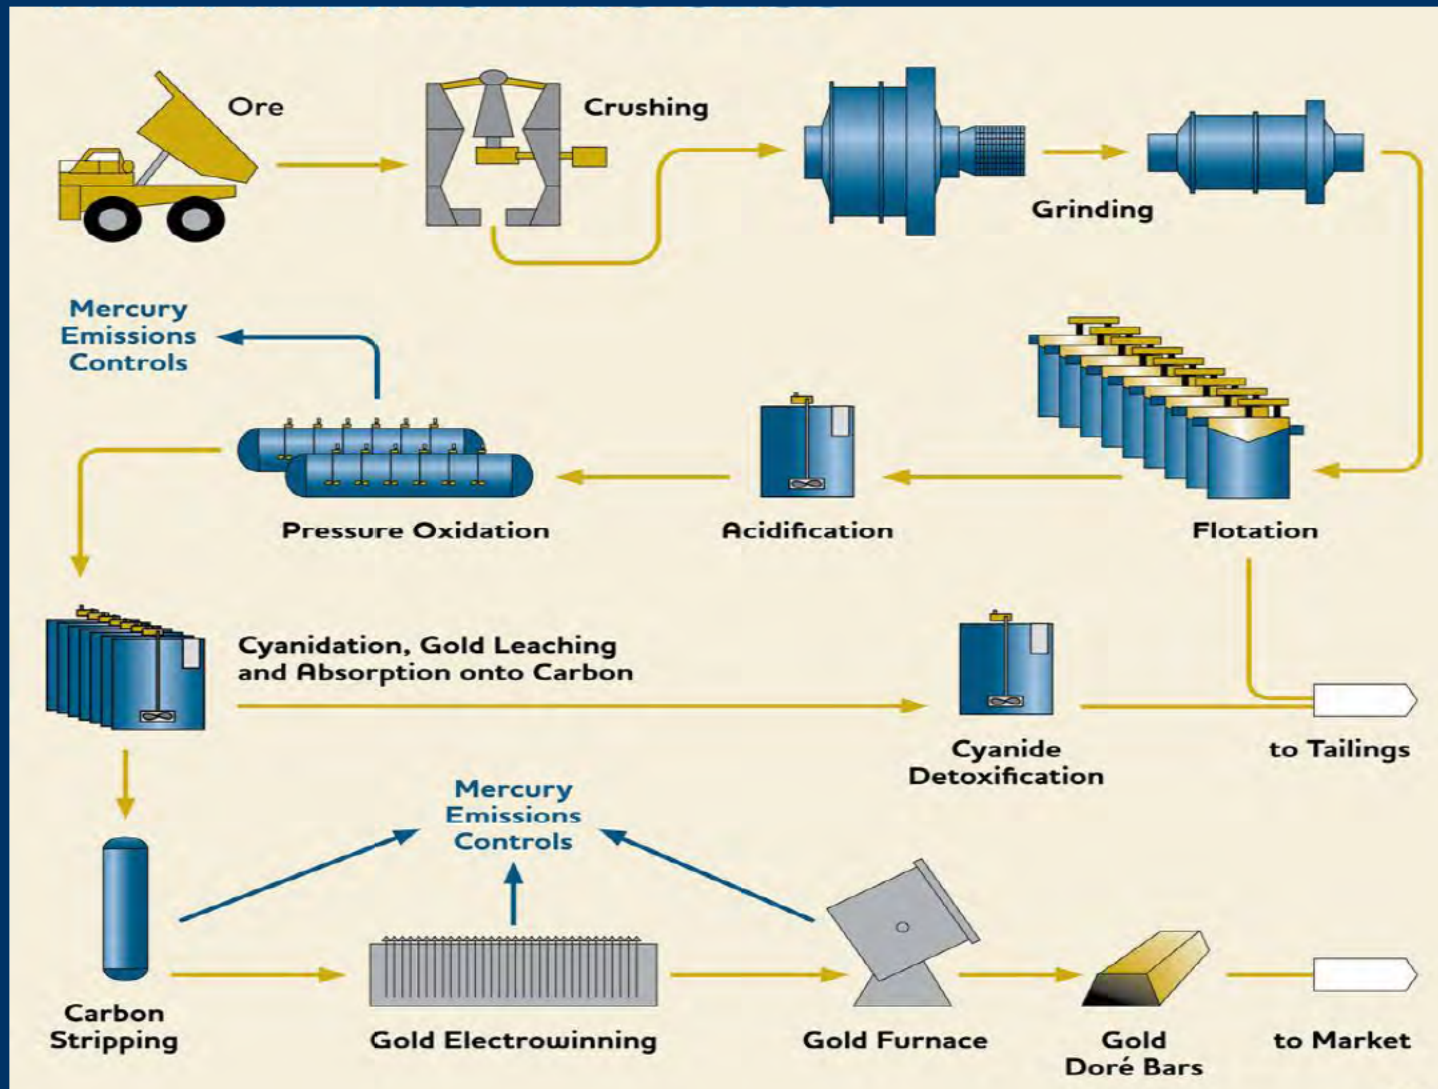 Ore
Crushing
Grinding
Mercury
Emissions
Controls
Pressure Oxidation
Acidification
Flotation
Cyanidation, Gold Leaching
and Absorption onto Carbon
Cyanide
Detoxification
to Tailings
Mercury
Emissions
Controls
Carbon
Stripping
Gold Electrowinning
Gold Furnace
Gold
Doré Bars
to Market